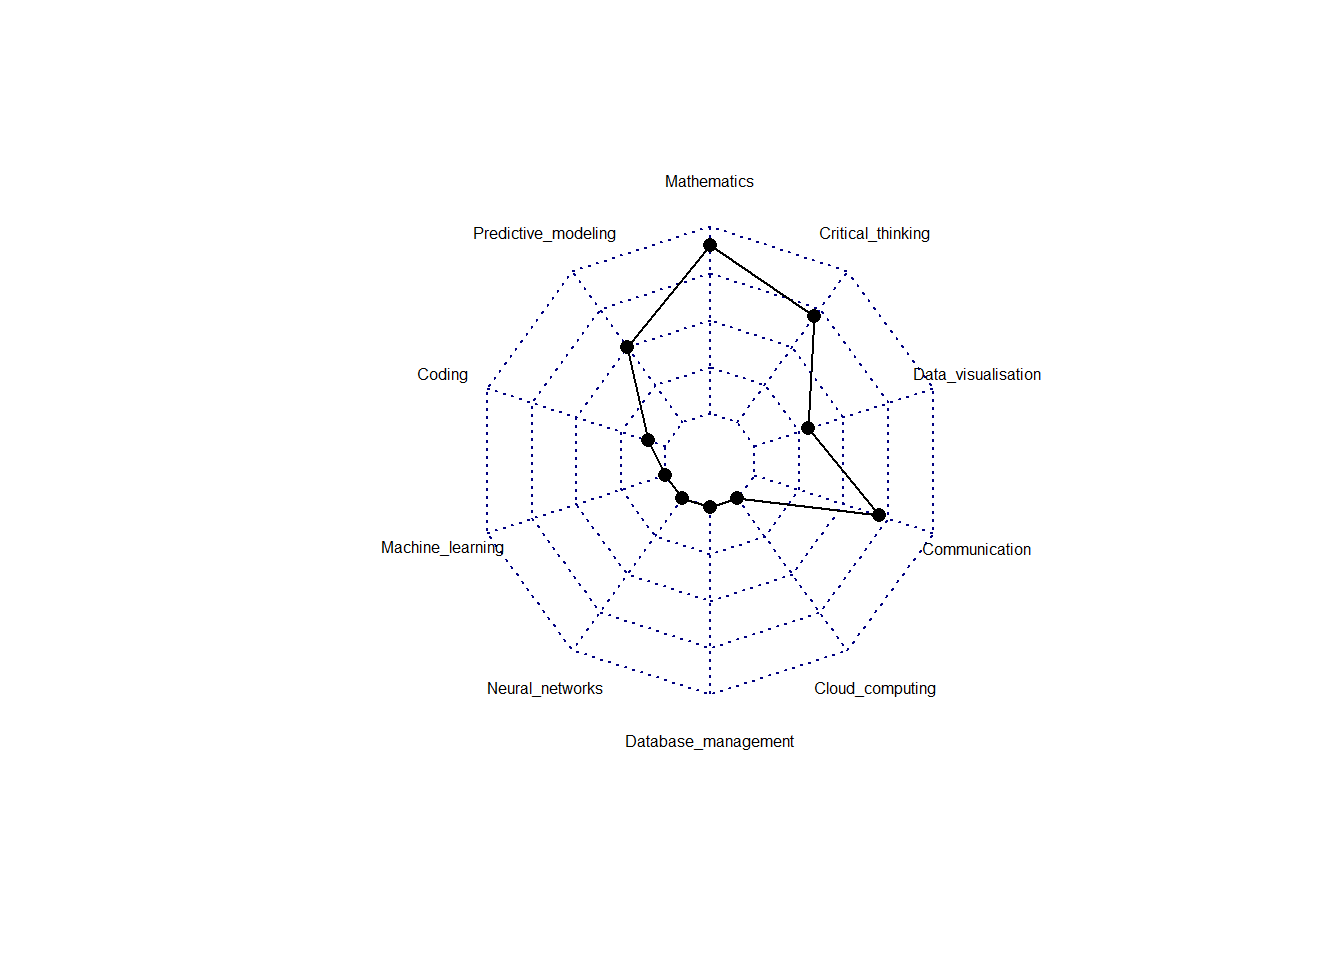 Mathematics
Predictive_modeling
Critical_thinking
Coding
Data_visualisation
Machine_learning
Communication
Neural_networks
Cloud_computing
Database_management